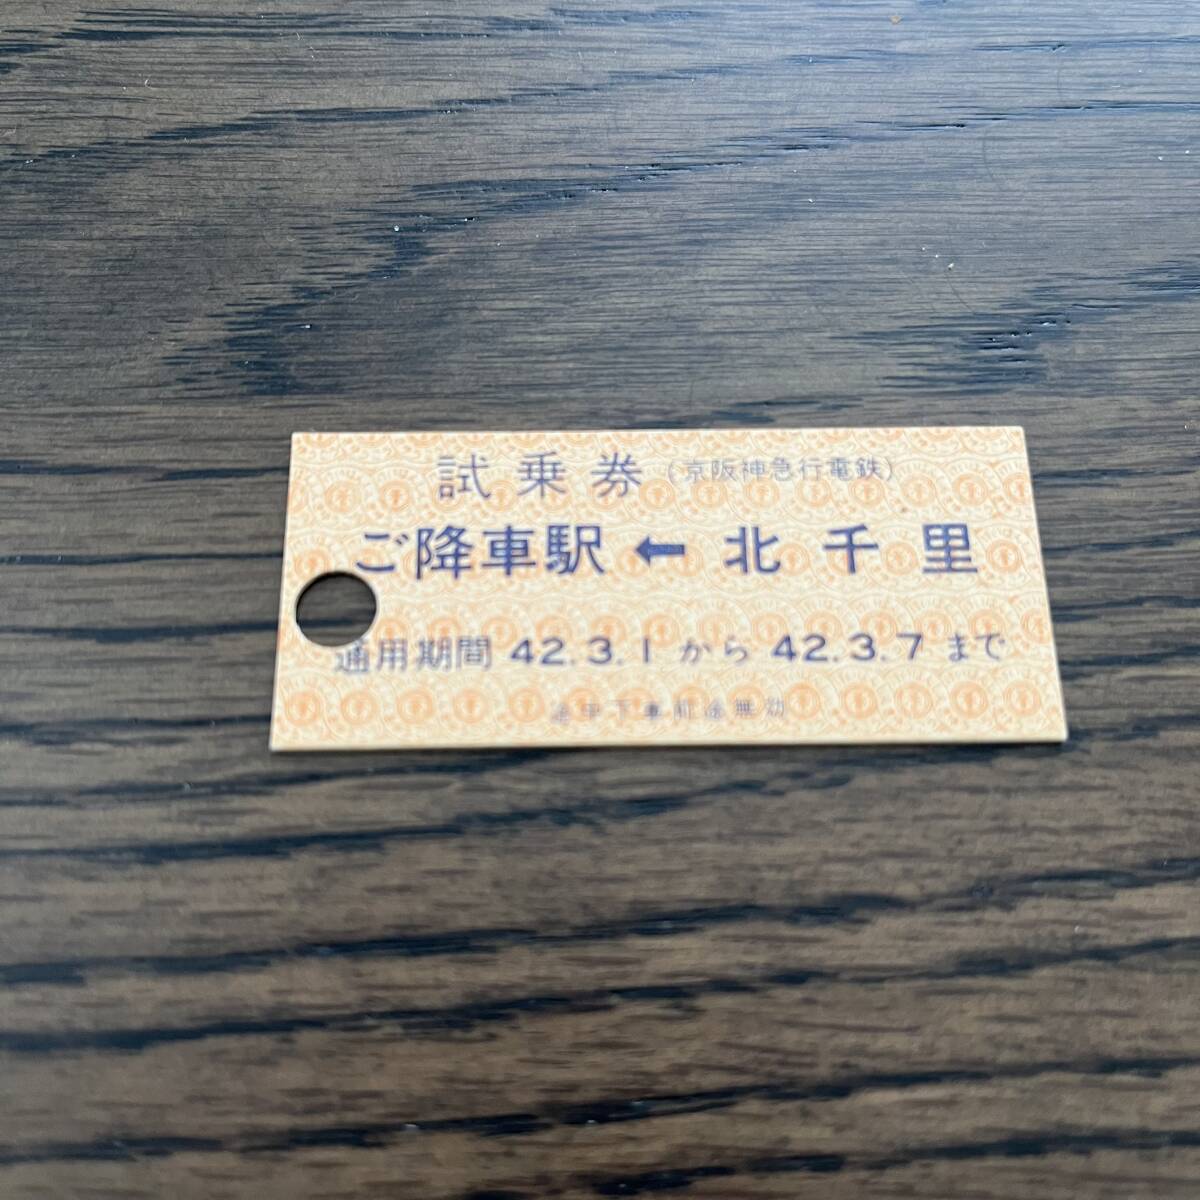 試乗券 (京阪神急行電鉄)
ご降車駅 ← 北千里
通用期間 42.3.1 から 42.3.7 まで
途中下車前途無効